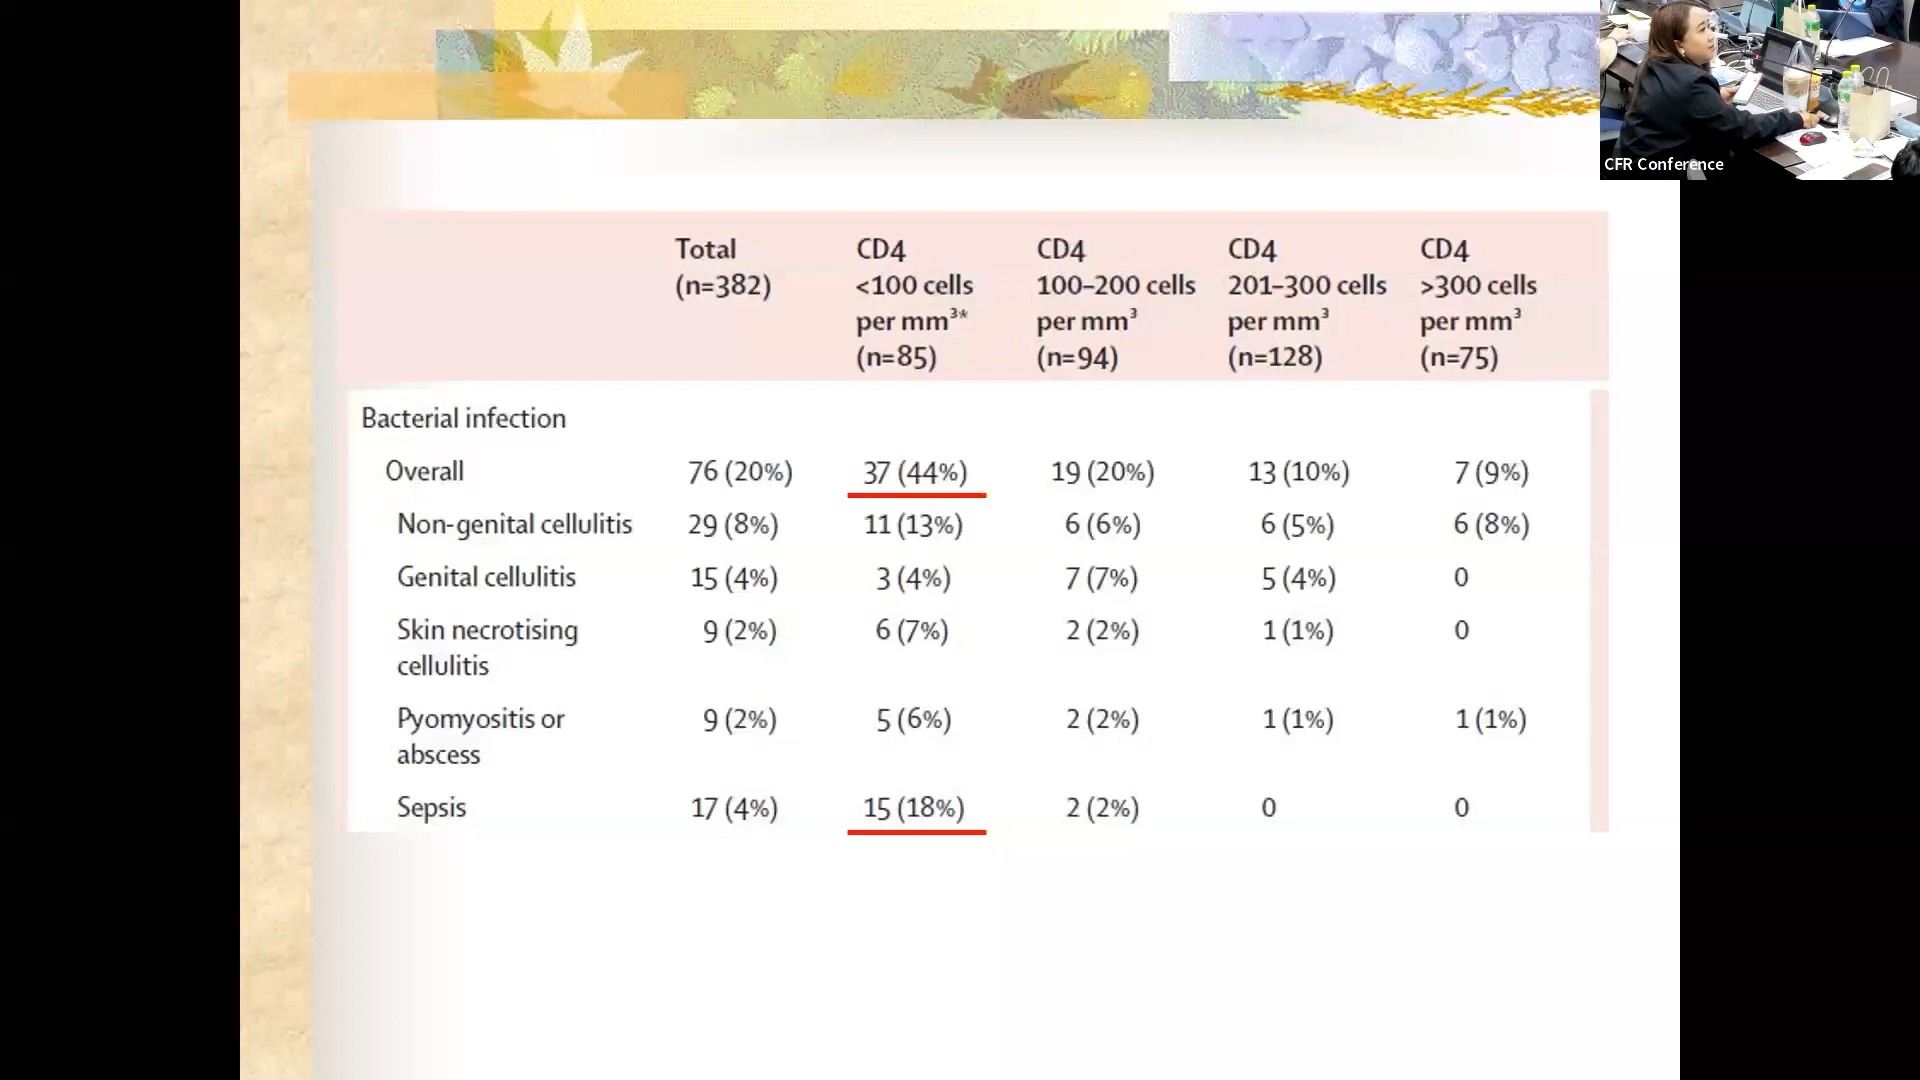 CFR Conference
Total
(n=382)
CD4
<100 cells
per mm³*
(n=85)
CD4
100–200 cells
per mm³
(n=94)
CD4
201–300 cells
per mm³
(n=128)
CD4
>300 cells
per mm³
(n=75)
Bacterial infection
Overall 76 (20%) 37 (44%) 19 (20%) 13 (10%) 7 (9%)
Non-genital cellulitis 29 (8%) 11 (13%) 6 (6%) 6 (5%) 6 (8%)
Genital cellulitis 15 (4%) 3 (4%) 7 (7%) 5 (4%) 0
Skin necrotising 9 (2%) 6 (7%) 2 (2%) 1 (1%) 0
cellulitis
Pyomyositis or 9 (2%) 5 (6%) 2 (2%) 1 (1%) 1 (1%)
abscess
Sepsis 17 (4%) 15 (18%) 2 (2%) 0 0